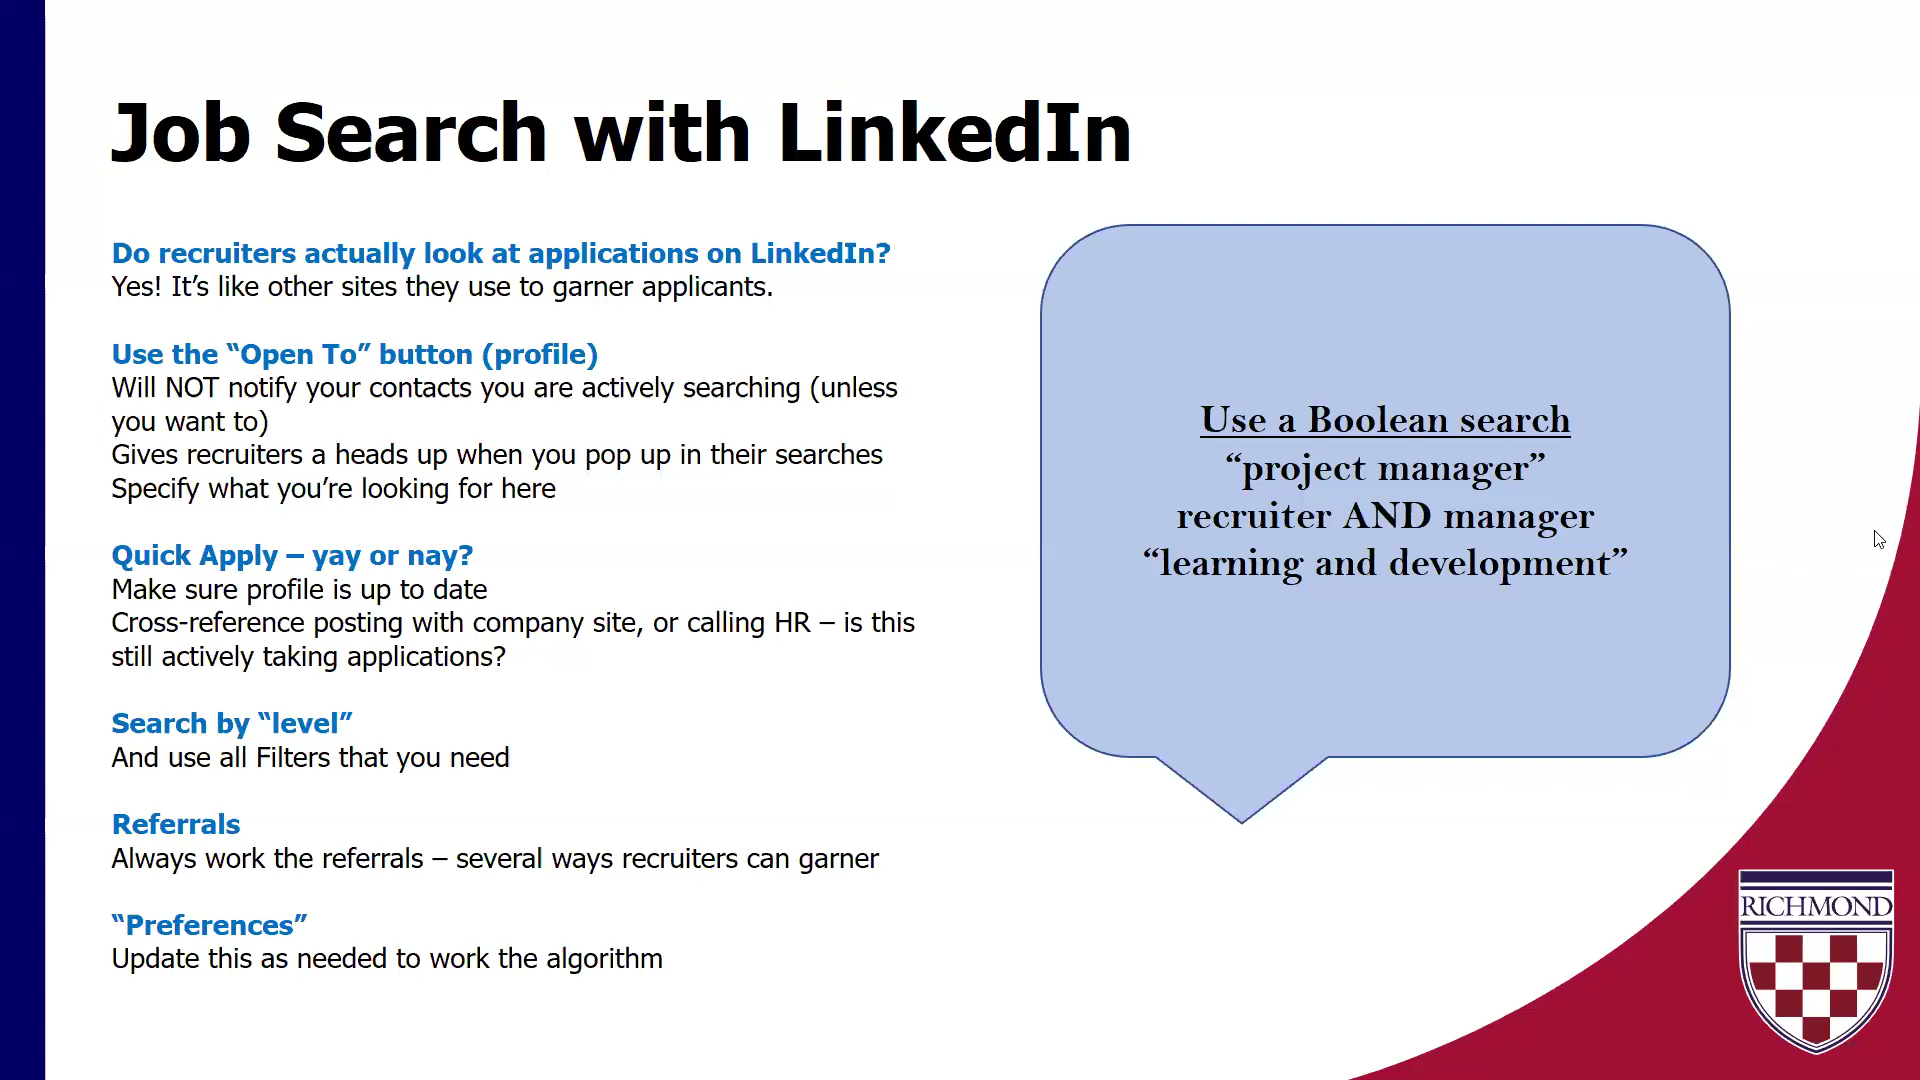 Job Search with LinkedIn
Do recruiters actually look at applications on LinkedIn?
Yes! It’s like other sites they use to garner applicants.
Use the “Open To” button (profile)
Will NOT notify your contacts you are actively searching (unless
you want to)
Gives recruiters a heads up when you pop up in their searches
Specify what you’re looking for here
Quick Apply – yay or nay?
Make sure profile is up to date
Cross-reference posting with company site, or calling HR – is this
still actively taking applications?
Search by “level”
And use all Filters that you need
Referrals
Always work the referrals – several ways recruiters can garner
“Preferences”
Update this as needed to work the algorithm
Use a Boolean search
“project manager”
recruiter AND manager
“learning and development”
RICHMOND